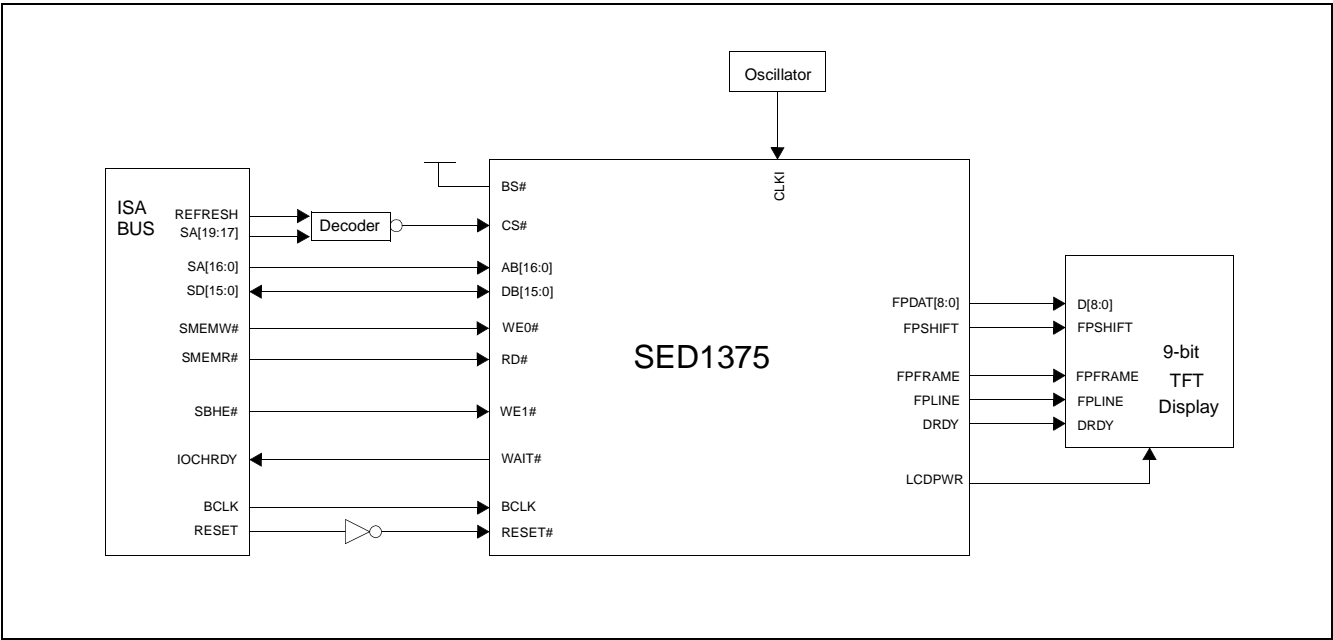 Oscillator
CLKI
ISA
BUS
REFRESH
SA[19:17]
SA[16:0]
SD[15:0]
SMEMW#
SMEMR#
SBHE#
IOCHRDY
BCLK
RESET
Decoder
BS#
CS#
AB[16:0]
DB[15:0]
WE0#
RD#
WE1#
WAIT#
BCLK
RESET#
SED1375
FPDAT[8:0]
FPSHIFT
FPFRAME
FPLINE
DRDY
LCDPWR
D[8:0]
FPSHIFT
FPFRAME
FPLINE
DRDY
9-bit
TFT
Display